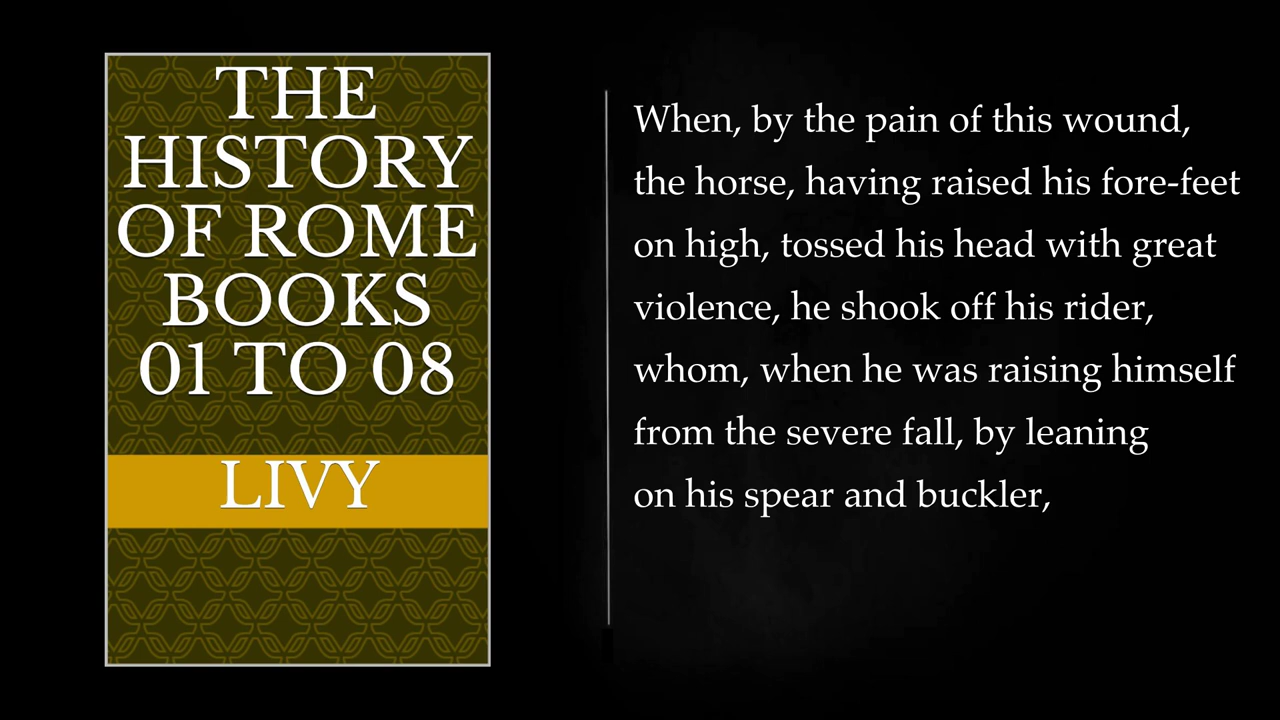 THE
HISTORY
OF ROME
BOOKS
01 TO 08
LIVY
When, by the pain of this wound,
the horse, having raised his fore-feet
on high, tossed his head with great
violence, he shook off his rider,
whom, when he was raising himself
from the severe fall, by leaning
on his spear and buckler,